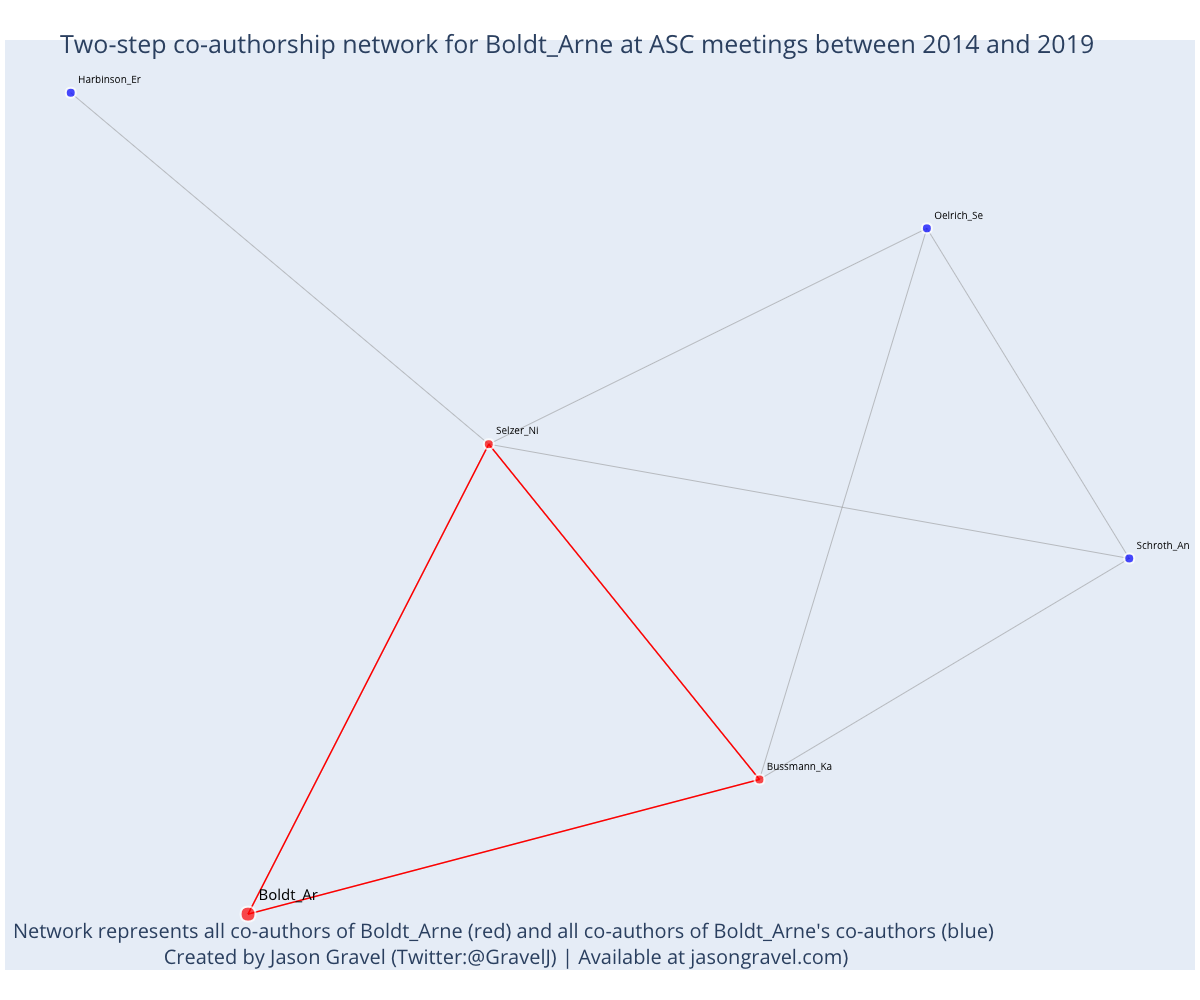 Two-step co-authorship network for Boldt_Arne at ASC meetings between 2014 and 2019
Harbinson_Er
Oelrich_Se
Selzer_Ni
Schroth_An
Bussmann_Ka
Boldt_Ar
Network represents all co-authors of Boldt_Arne (red) and all co-authors of Boldt_Arne's co-authors (blue)
Created by Jason Gravel (Twitter:@GravelJ) | Available at jasongravel.com)